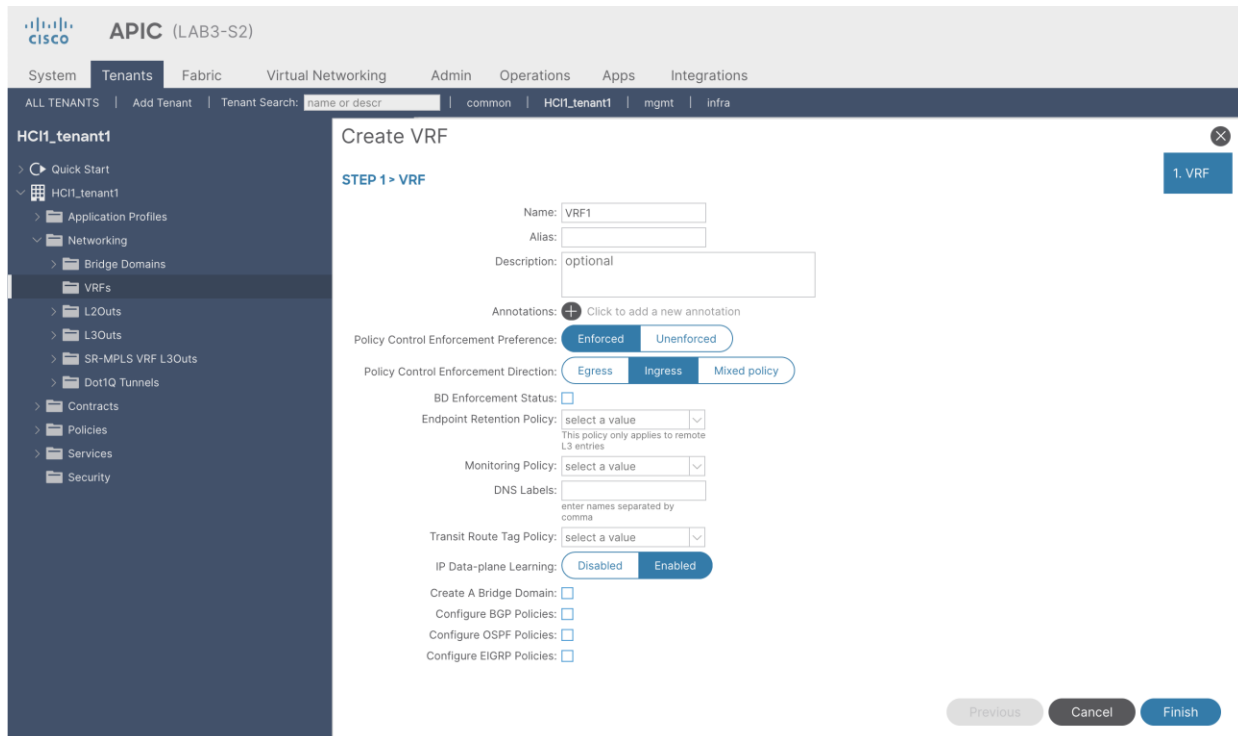 CISCO
APIC (LAB3-S2)
System Tenants Fabric Virtual Networking Admin Operations Apps Integrations
ALL TENANTS | Add Tenant | Tenant Search: name or descr | common | HCI1_tenant1 | mgmt | infra
HCI1_tenant1
Quick Start
HCI1_tenant1
Application Profiles
Networking
Bridge Domains
VRFs
L2Outs
L3Outs
SR-MPLS VRF L3Outs
Dot1Q Tunnels
Contracts
Policies
Services
Security
Create VRF
STEP 1 > VRF
1. VRF
Name: VRF1
Alias:
Description: optional
Annotations: Click to add a new annotation
Policy Control Enforcement Preference: Enforced Unenforced
Policy Control Enforcement Direction: Egress Ingress Mixed policy
BD Enforcement Status:
Endpoint Retention Policy: select a value
This policy only applies to remote
L3 entries
Monitoring Policy: select a value
DNS Labels:
enter names separated by
comma
Transit Route Tag Policy: select a value
IP Data-plane Learning: Disabled Enabled
Create A Bridge Domain:
Configure BGP Policies:
Configure OSPF Policies:
Configure EIGRP Policies:
Previous Cancel Finish